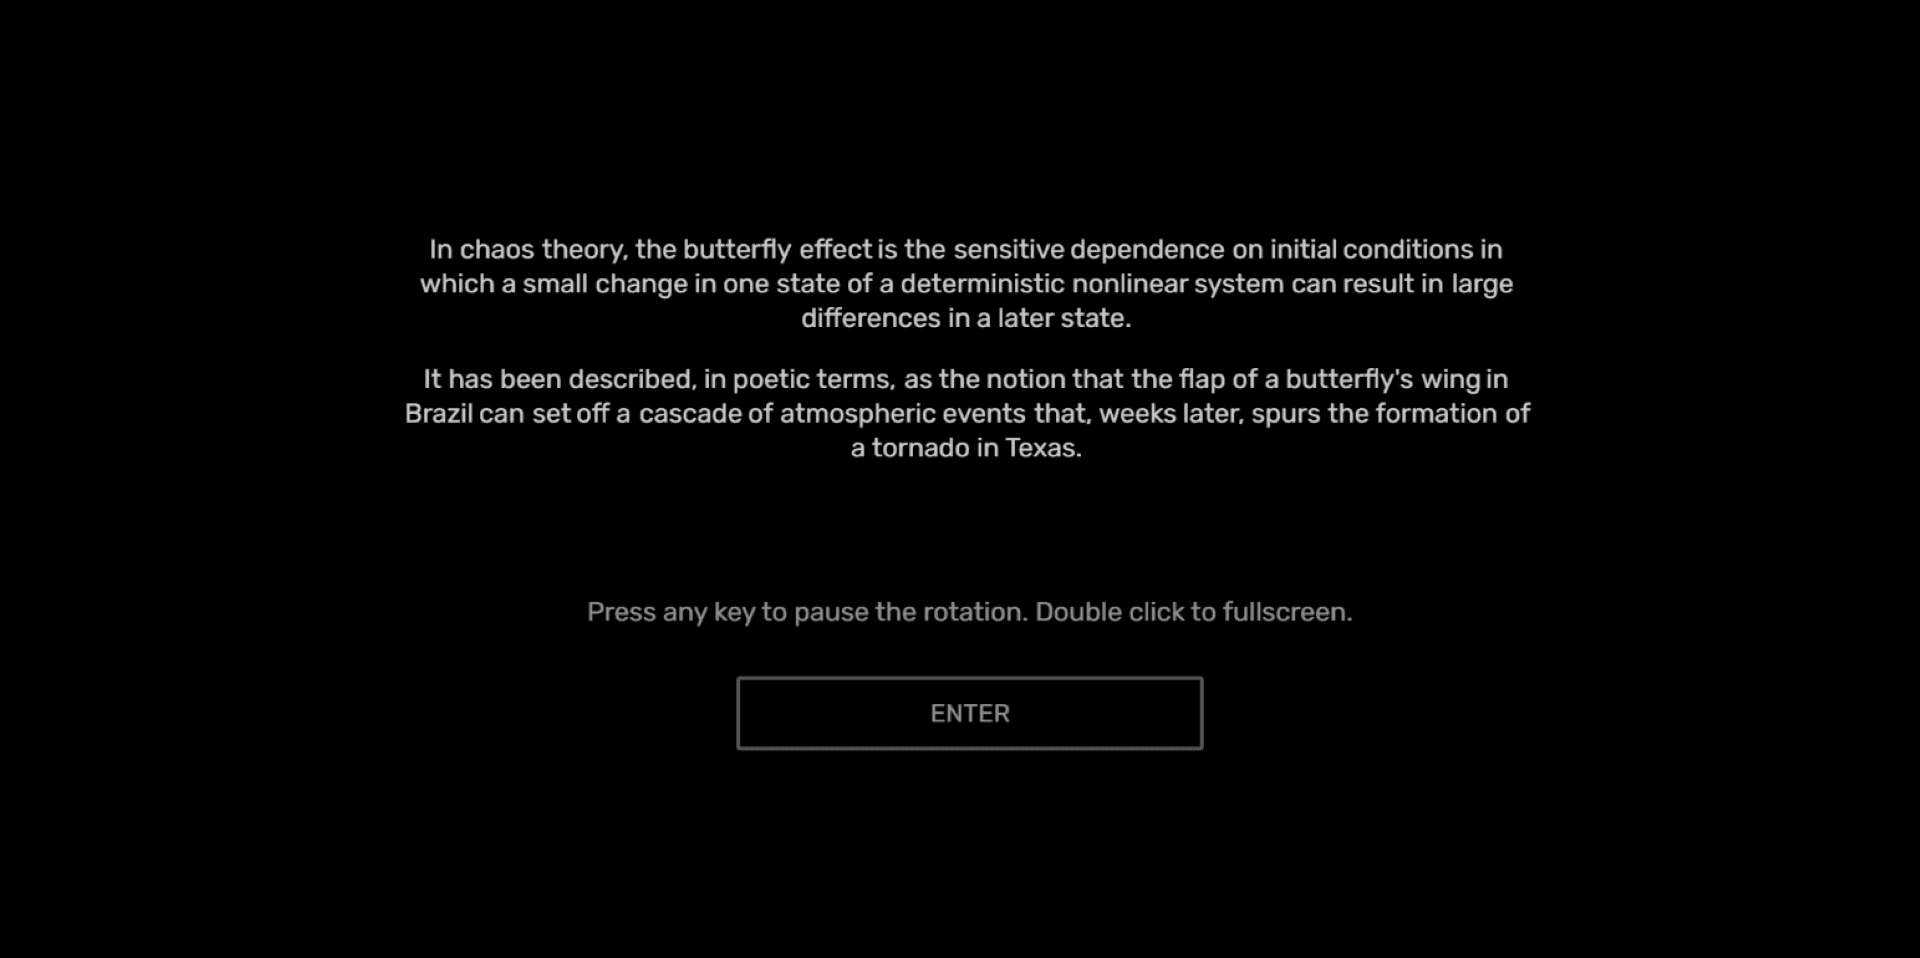 In chaos theory, the butterfly effect is the sensitive dependence on initial conditions in
which a small change in one state of a deterministic nonlinear system can result in large
differences in a later state.
It has been described, in poetic terms, as the notion that the flap of a butterfly's wing in
Brazil can set off a cascade of atmospheric events that, weeks later, spurs the formation of
a tornado in Texas.
Press any key to pause the rotation. Double click to fullscreen.
ENTER